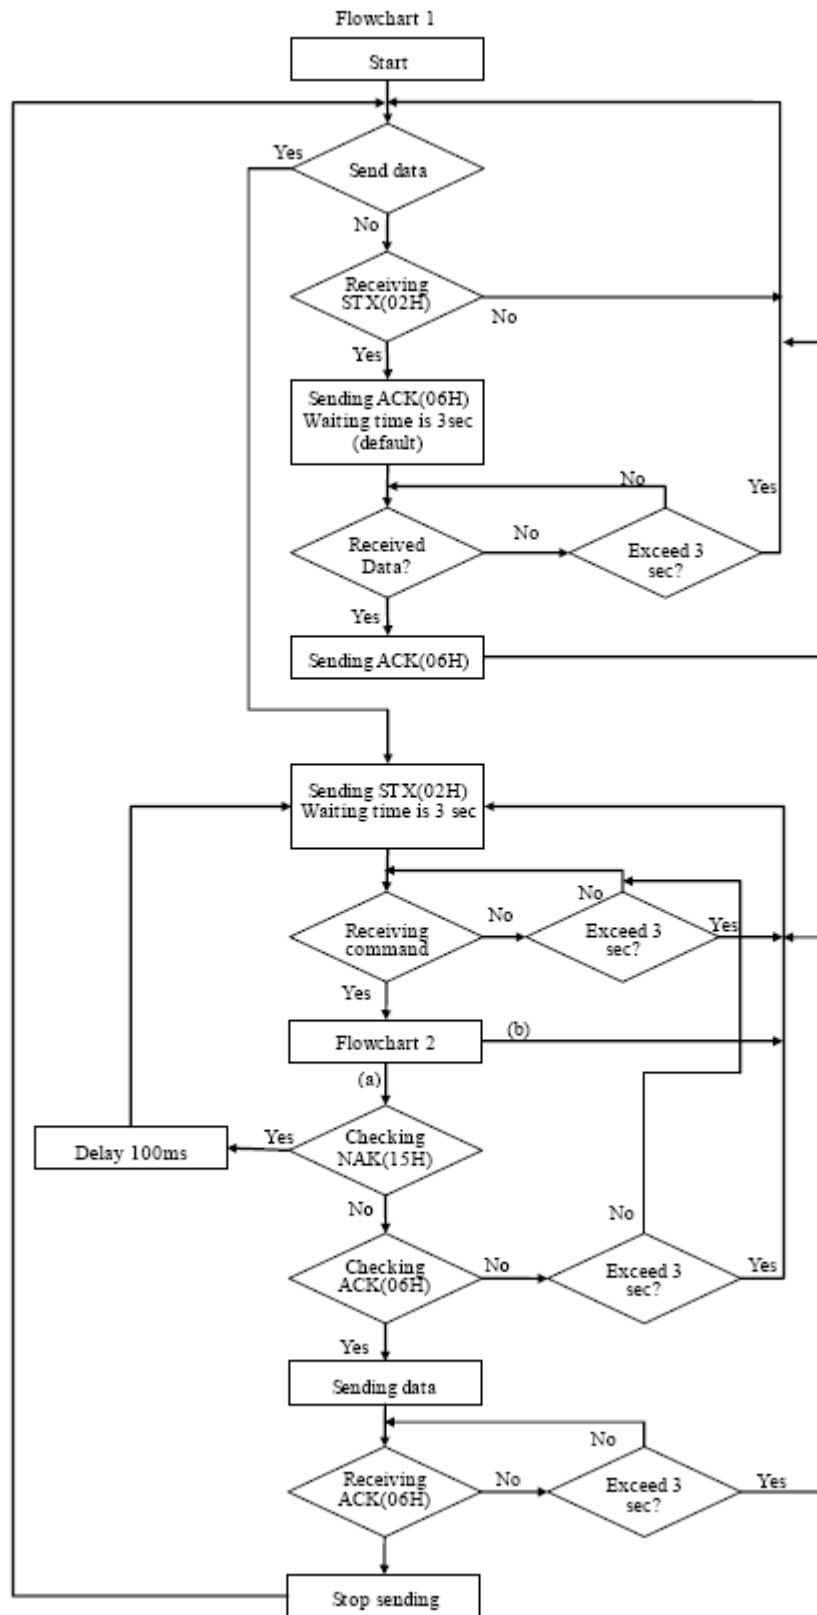 Flowchart 1
Start
Yes
Send data
No
Receiving
STX(02H)
No
Yes
Sending ACK(06H)
Waiting time is 3sec
(default)
No
Yes
Received
Data?
No
Exceed 3
sec?
Yes
Sending ACK(06H)
Sending STX(02H)
Waiting time is 3 sec
No
Receiving
command
No
Exceed 3
sec?
Yes
Yes
Flowchart 2
(b)
(a)
Yes
Checking
NAK(15H)
Delay 100ms
No
No
Checking
ACK(06H)
No
Exceed 3
sec?
Yes
Yes
Sending data
No
Receiving
ACK(06H)
No
Exceed 3
sec?
Yes
Stop sending